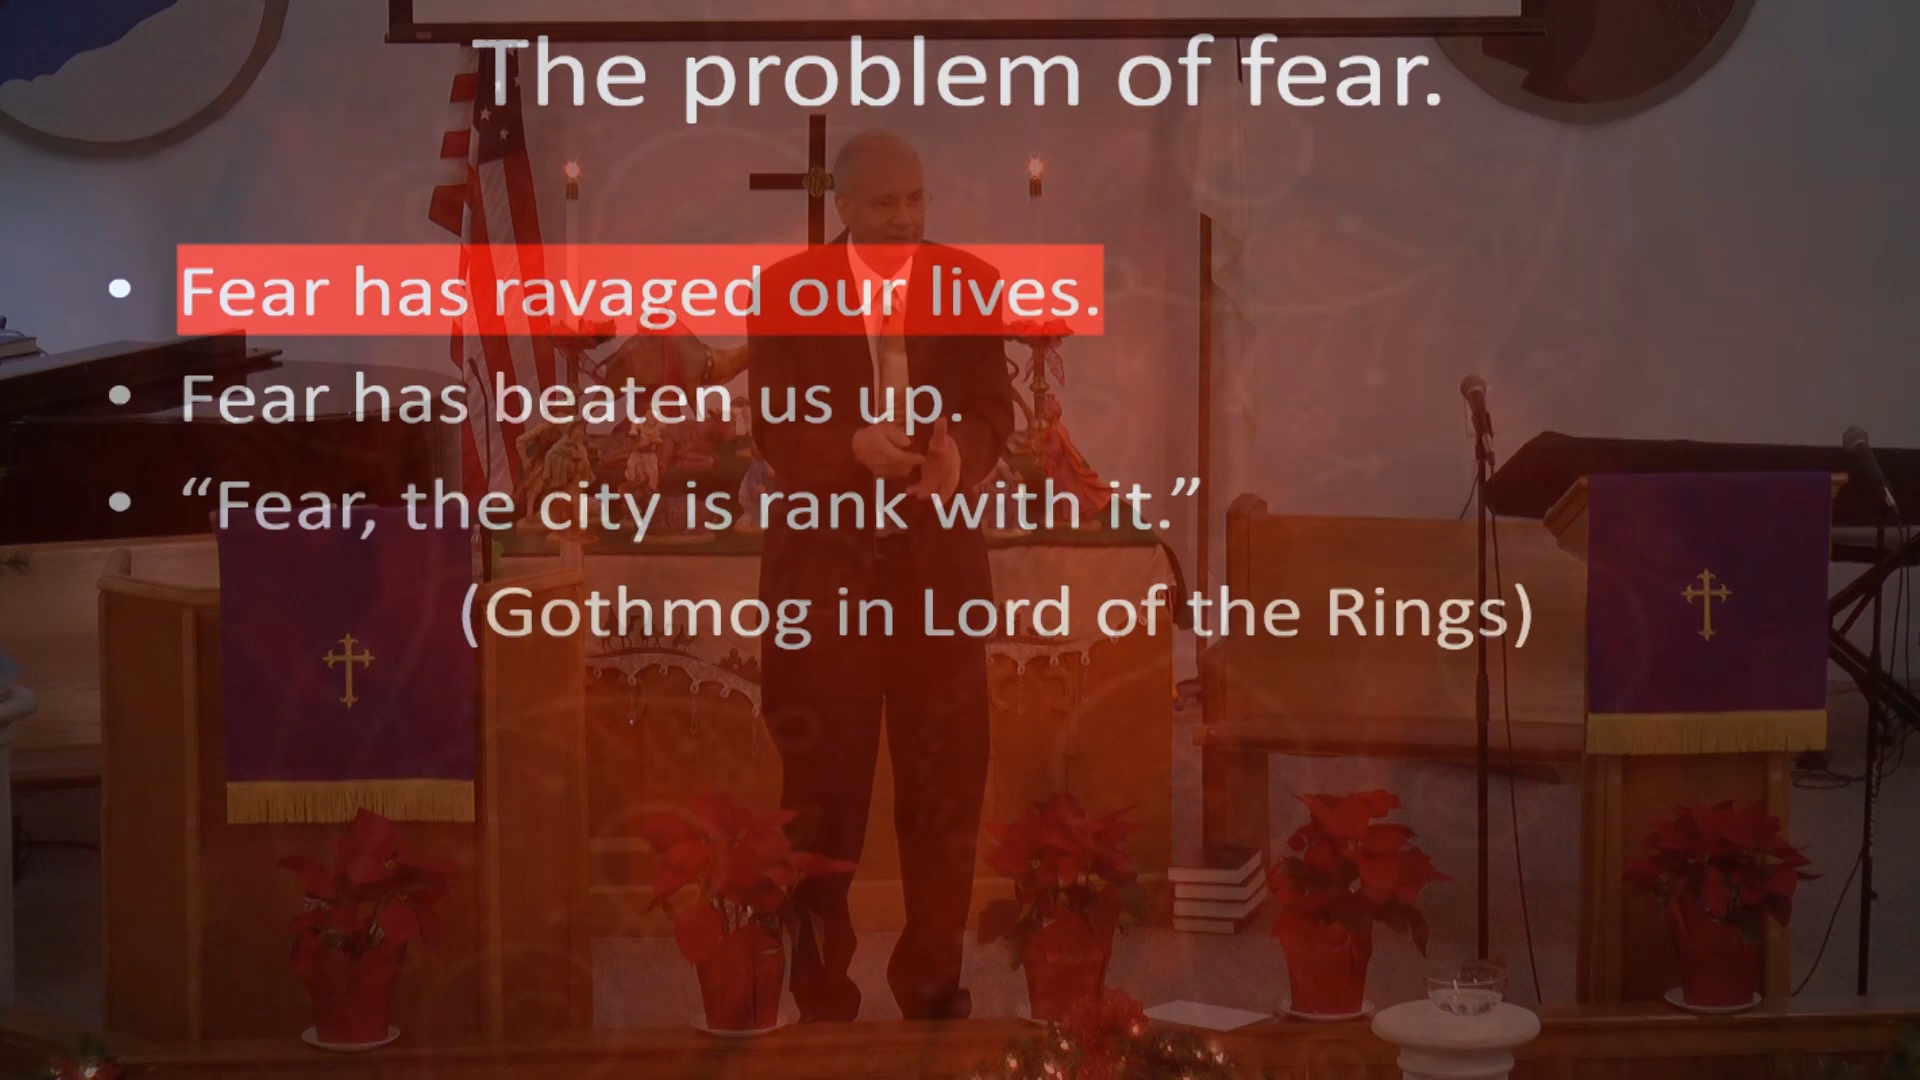 The problem of fear.
• Fear has ravaged our lives.
• Fear has beaten us up.
• “Fear, the city is rank with it.”
(Gothmog in Lord of the Rings)